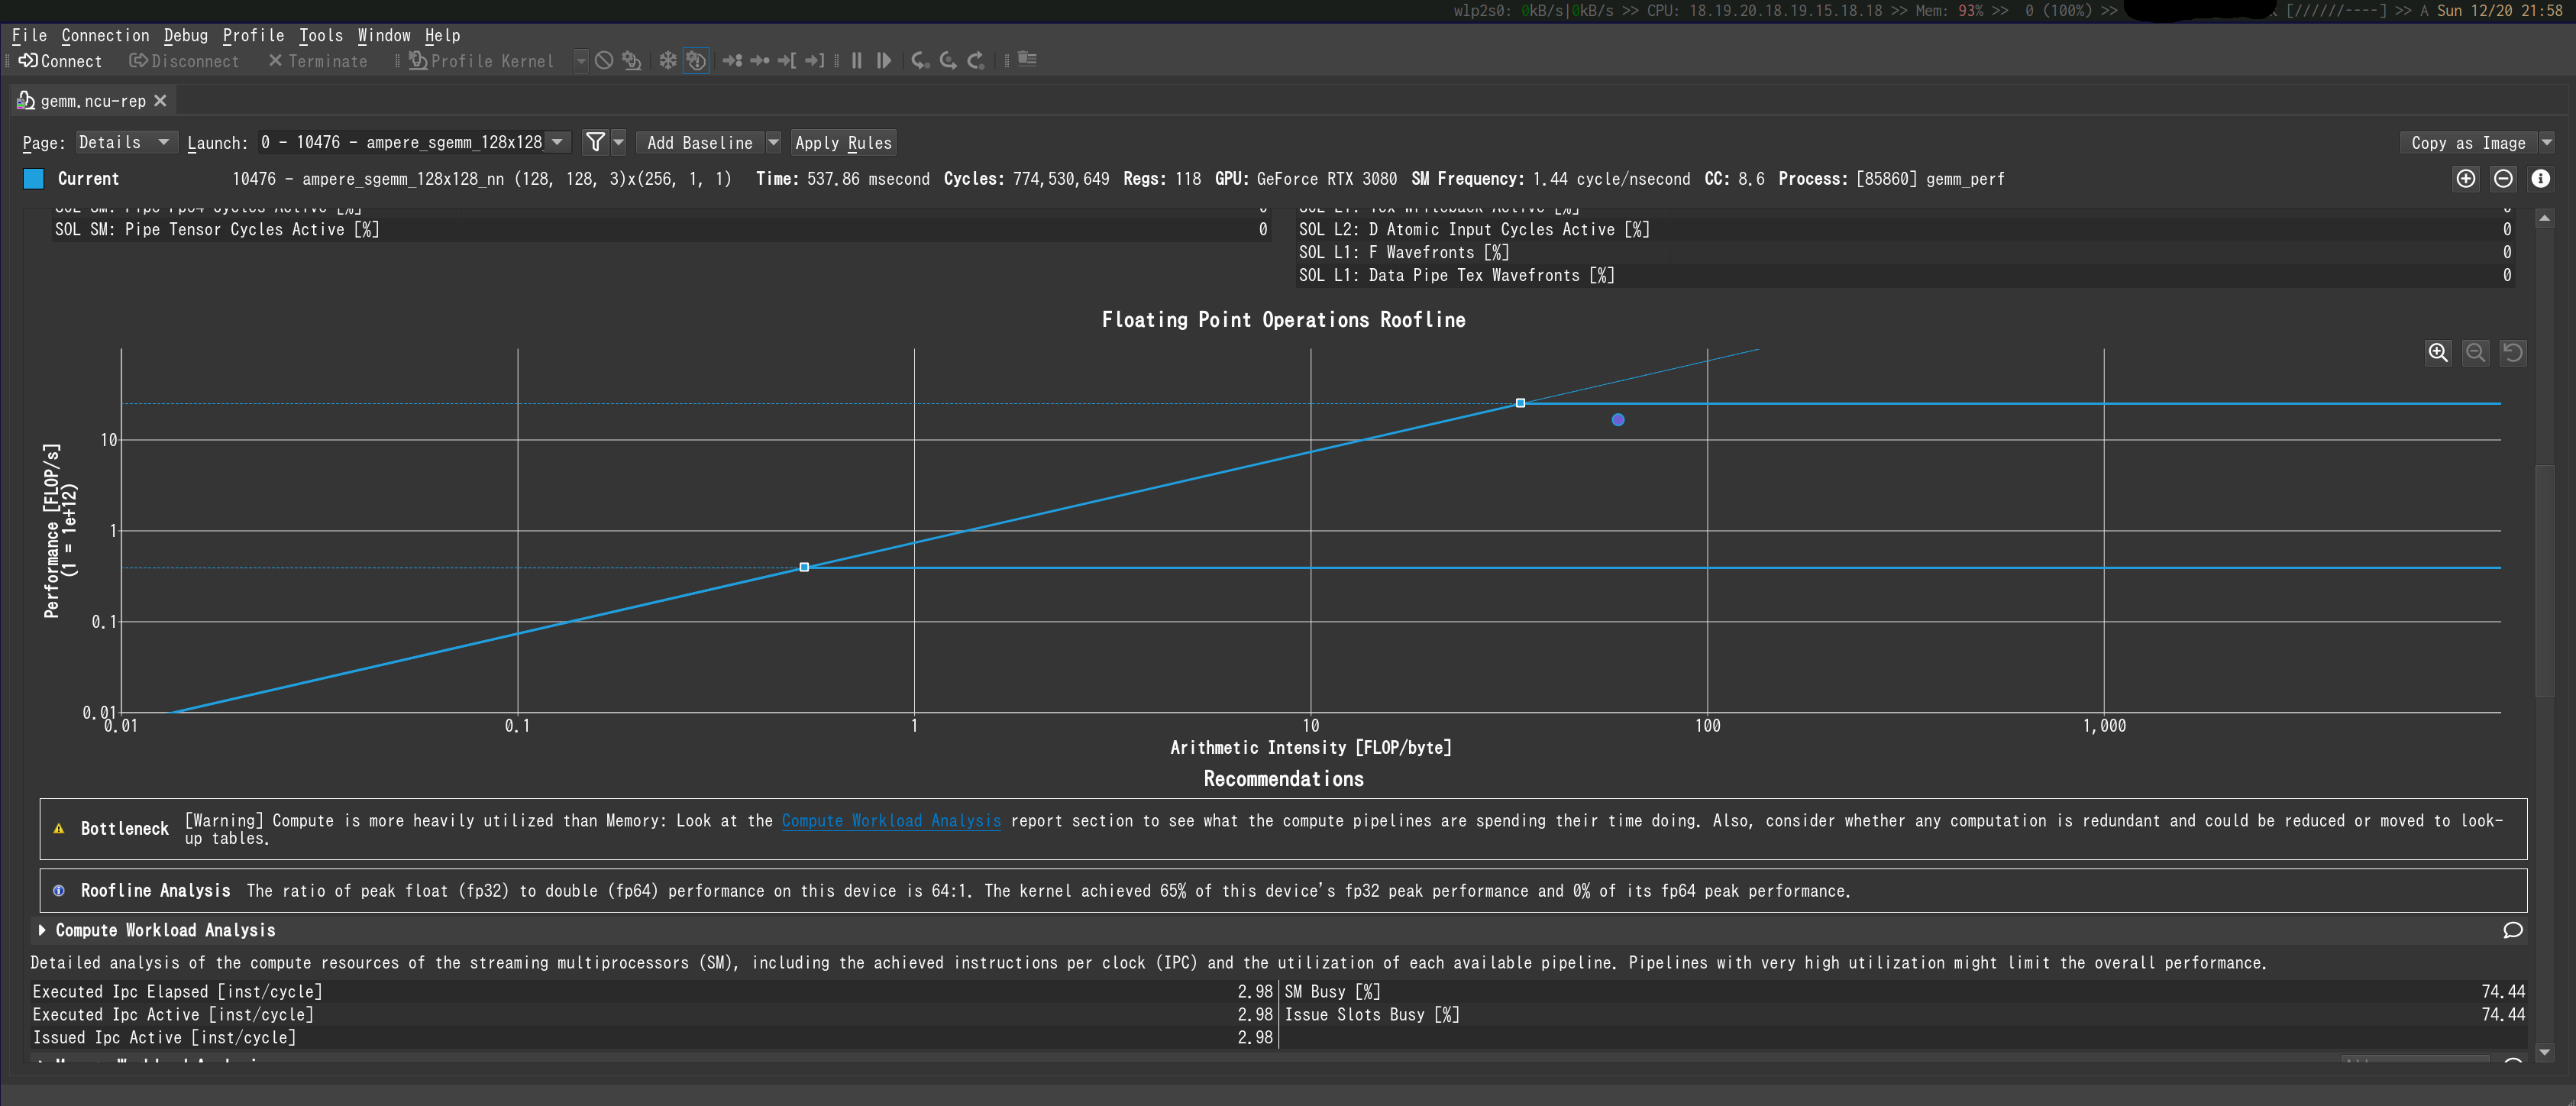 wlp2s0: 0kB/s|0kB/s >> CPU: 18.19.20.18.19.15.18.18 >> Mem: 93% >> 0 (100%) >> [//////----] >> A Sun 12/20 21:58
File Connection Debug Profile Tools Window Help
Connect Disconnect Terminate Profile Kernel
gemm.ncu-rep
Page: Details Launch: 0 - 10476 - ampere_sgemm_128x128_ Add Baseline Apply Rules Copy as Image
Current 10476 - ampere_sgemm_128x128_nn (128, 128, 3)x(256, 1, 1) Time: 537.86 msecond Cycles: 774,530,649 Regs: 118 GPU: GeForce RTX 3080 SM Frequency: 1.44 cycle/nsecond CC: 8.6 Process: [85860] gemm_perf
SOL SM: Pipe Fp64 Cycles Active [%] 0 SOL L1: Tex Writeback Active [%] 0
SOL SM: Pipe Tensor Cycles Active [%] 0 SOL L2: D Atomic Input Cycles Active [%] 0
SOL L1: F Wavefronts [%] 0
SOL L1: Data Pipe Tex Wavefronts [%] 0
Floating Point Operations Roofline
Performance [FLOP/s]
(1 = 1e+12)
10
1
0.1
0.01
0.01 0.1 1 10 100 1,000
Arithmetic Intensity [FLOP/byte]
Recommendations
Bottleneck [Warning] Compute is more heavily utilized than Memory: Look at the Compute Workload Analysis report section to see what the compute pipelines are spending their time doing. Also, consider whether any computation is redundant and could be reduced or moved to look-
up tables.
Roofline Analysis The ratio of peak float (fp32) to double (fp64) performance on this device is 64:1. The kernel achieved 65% of this device's fp32 peak performance and 0% of its fp64 peak performance.
Compute Workload Analysis
Detailed analysis of the compute resources of the streaming multiprocessors (SM), including the achieved instructions per clock (IPC) and the utilization of each available pipeline. Pipelines with very high utilization might limit the overall performance.
Executed Ipc Elapsed [inst/cycle] 2.98 SM Busy [%] 74.44
Executed Ipc Active [inst/cycle] 2.98 Issue Slots Busy [%] 74.44
Issued Ipc Active [inst/cycle] 2.98